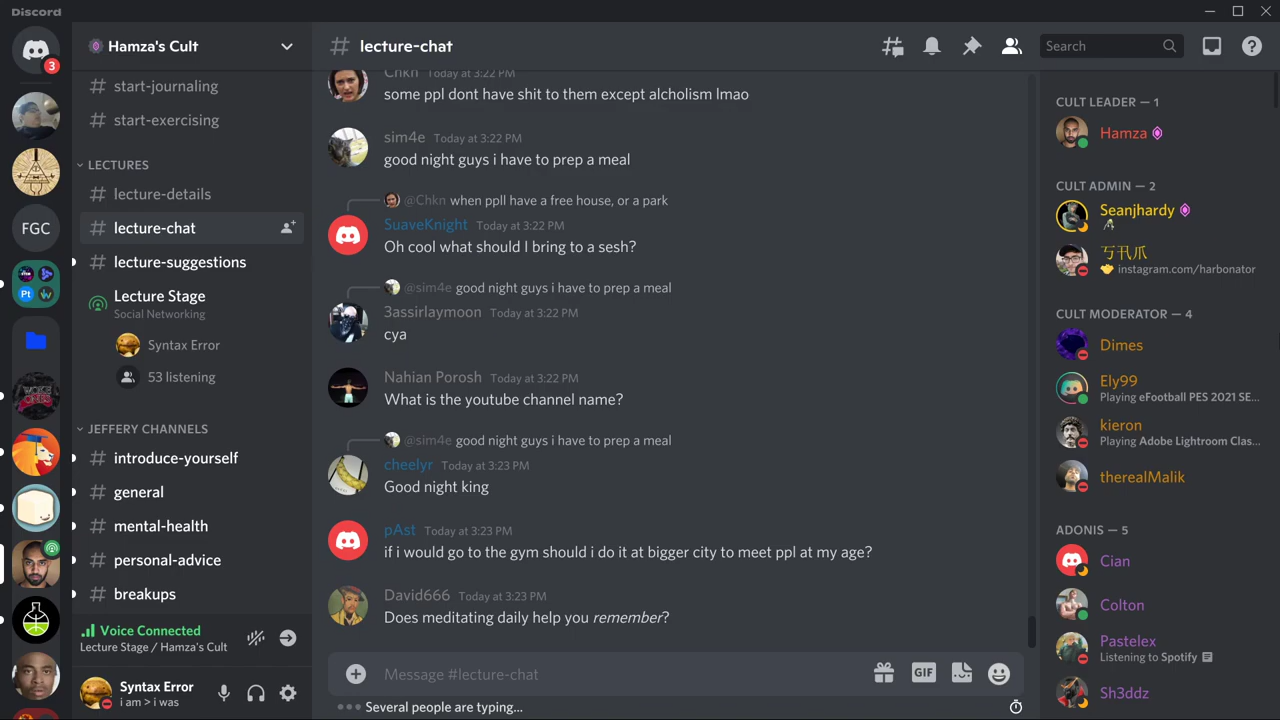 Discord
3
FGC
Pt
Hamza's Cult
# start-journaling
# start-exercising
LECTURES
# lecture-details
# lecture-chat
# lecture-suggestions
Lecture Stage
Social Networking
Syntax Error
53 listening
JEFFERY CHANNELS
# introduce-yourself
# general
# mental-health
# personal-advice
# breakups
Voice Connected
Lecture Stage / Hamza's Cult
Syntax Error
i am > i was
# lecture-chat
Search
Chkn Today at 3:22 PM
some ppl dont have shit to them except alcholism lmao
sim4e Today at 3:22 PM
good night guys i have to prep a meal
@Chkn when ppll have a free house, or a park
SuaveKnight Today at 3:22 PM
Oh cool what should I bring to a sesh?
@sim4e good night guys i have to prep a meal
3assirlaymoon Today at 3:22 PM
cya
Nahian Porosh Today at 3:22 PM
What is the youtube channel name?
@sim4e good night guys i have to prep a meal
cheelyr Today at 3:23 PM
Good night king
pAst Today at 3:23 PM
if i would go to the gym should i do it at bigger city to meet ppl at my age?
David666 Today at 3:23 PM
Does meditating daily help you remember?
Message #lecture-chat
GIF
Several people are typing...
CULT LEADER — 1
Hamza
CULT ADMIN — 2
Seanjhardy
instagram.com/harbonator
CULT MODERATOR — 4
Dimes
Ely99
Playing eFootball PES 2021 SE...
kieron
Playing Adobe Lightroom Clas...
therealMalik
ADONIS — 5
Cian
Colton
Pastelex
Listening to Spotify
Sh3ddz